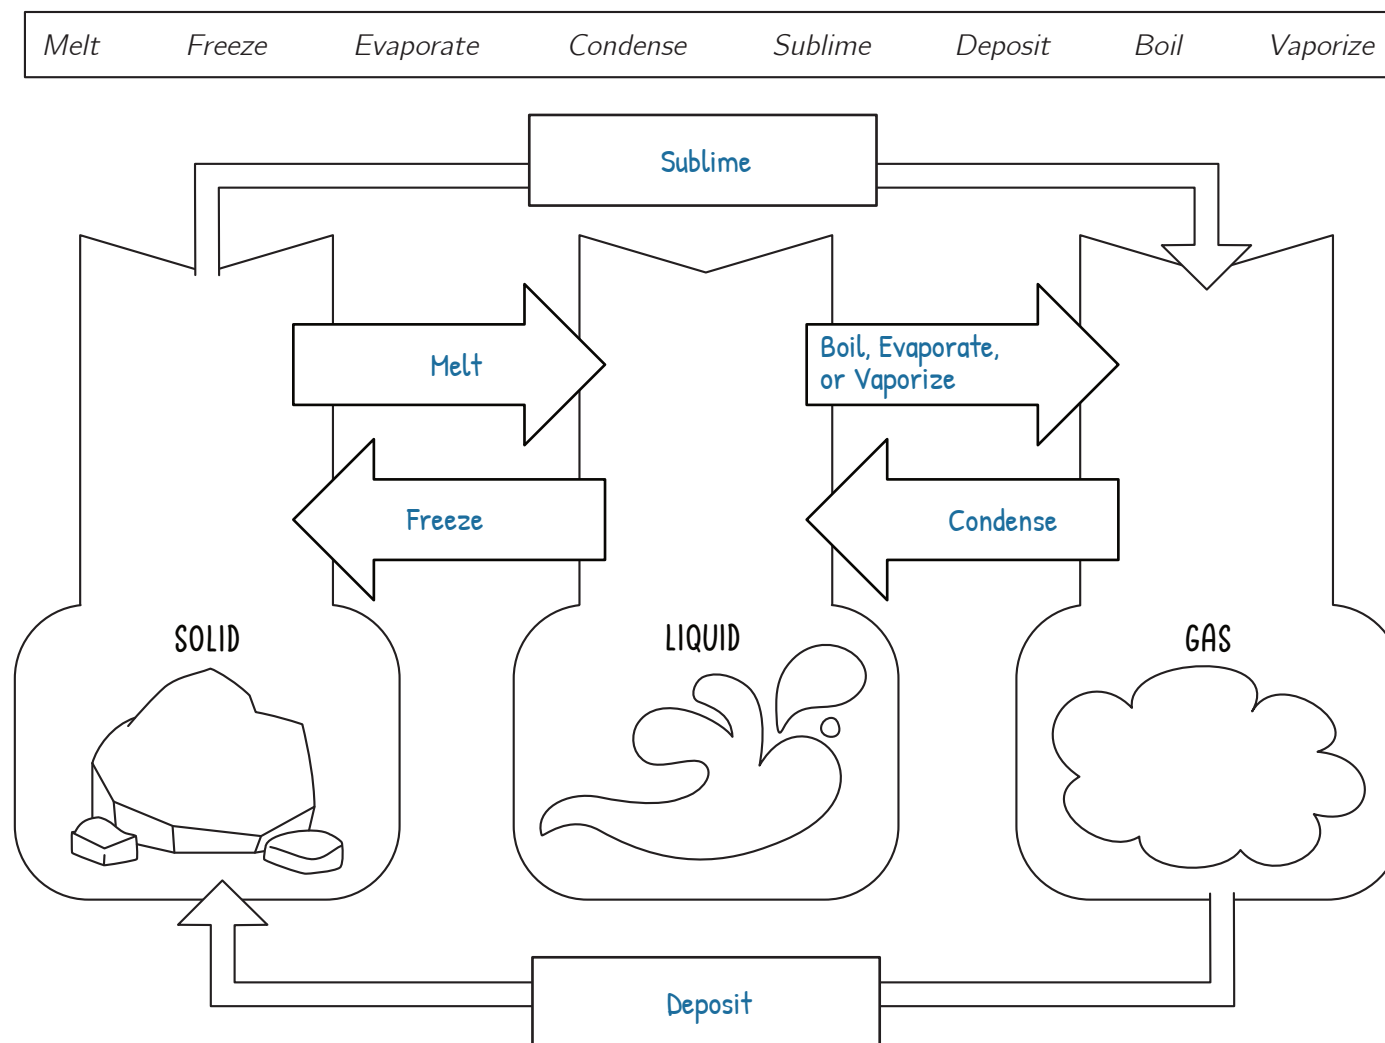 Melt Freeze Evaporate Condense Sublime Deposit Boil Vaporize
Sublime
Melt
Boil, Evaporate,
or Vaporize
Freeze
Condense
SOLID
LIQUID
GAS
Deposit